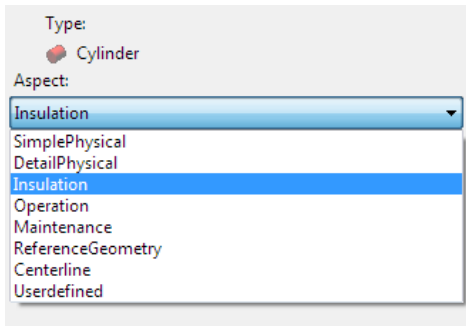 Type:
Cylinder
Aspect:
Insulation
SimplePhysical
DetailPhysical
Insulation
Operation
Maintenance
ReferenceGeometry
Centerline
Userdefined